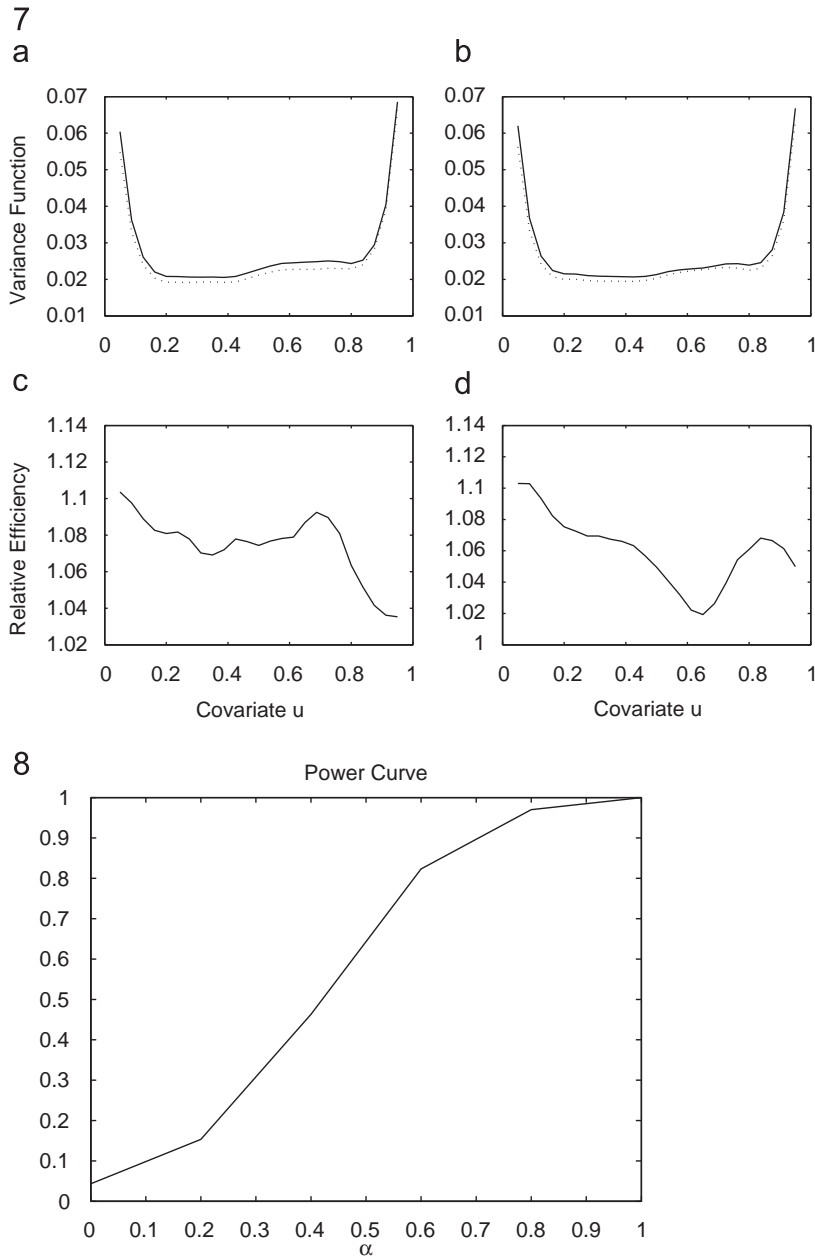 7
a
b
Variance Function
0.07
0.06
0.05
0.04
0.03
0.02
0.01
0 0.2 0.4 0.6 0.8 1
0.07
0.06
0.05
0.04
0.03
0.02
0.01
0 0.2 0.4 0.6 0.8 1
c
d
Relative Efficiency
1.14
1.12
1.1
1.08
1.06
1.04
1.02
0 0.2 0.4 0.6 0.8 1
Covariate u
1.14
1.12
1.1
1.08
1.06
1.04
1.02
1
0 0.2 0.4 0.6 0.8 1
Covariate u
8
Power Curve
1
0.9
0.8
0.7
0.6
0.5
0.4
0.3
0.2
0.1
0
0 0.1 0.2 0.3 0.4 0.5 0.6 0.7 0.8 0.9 1
α